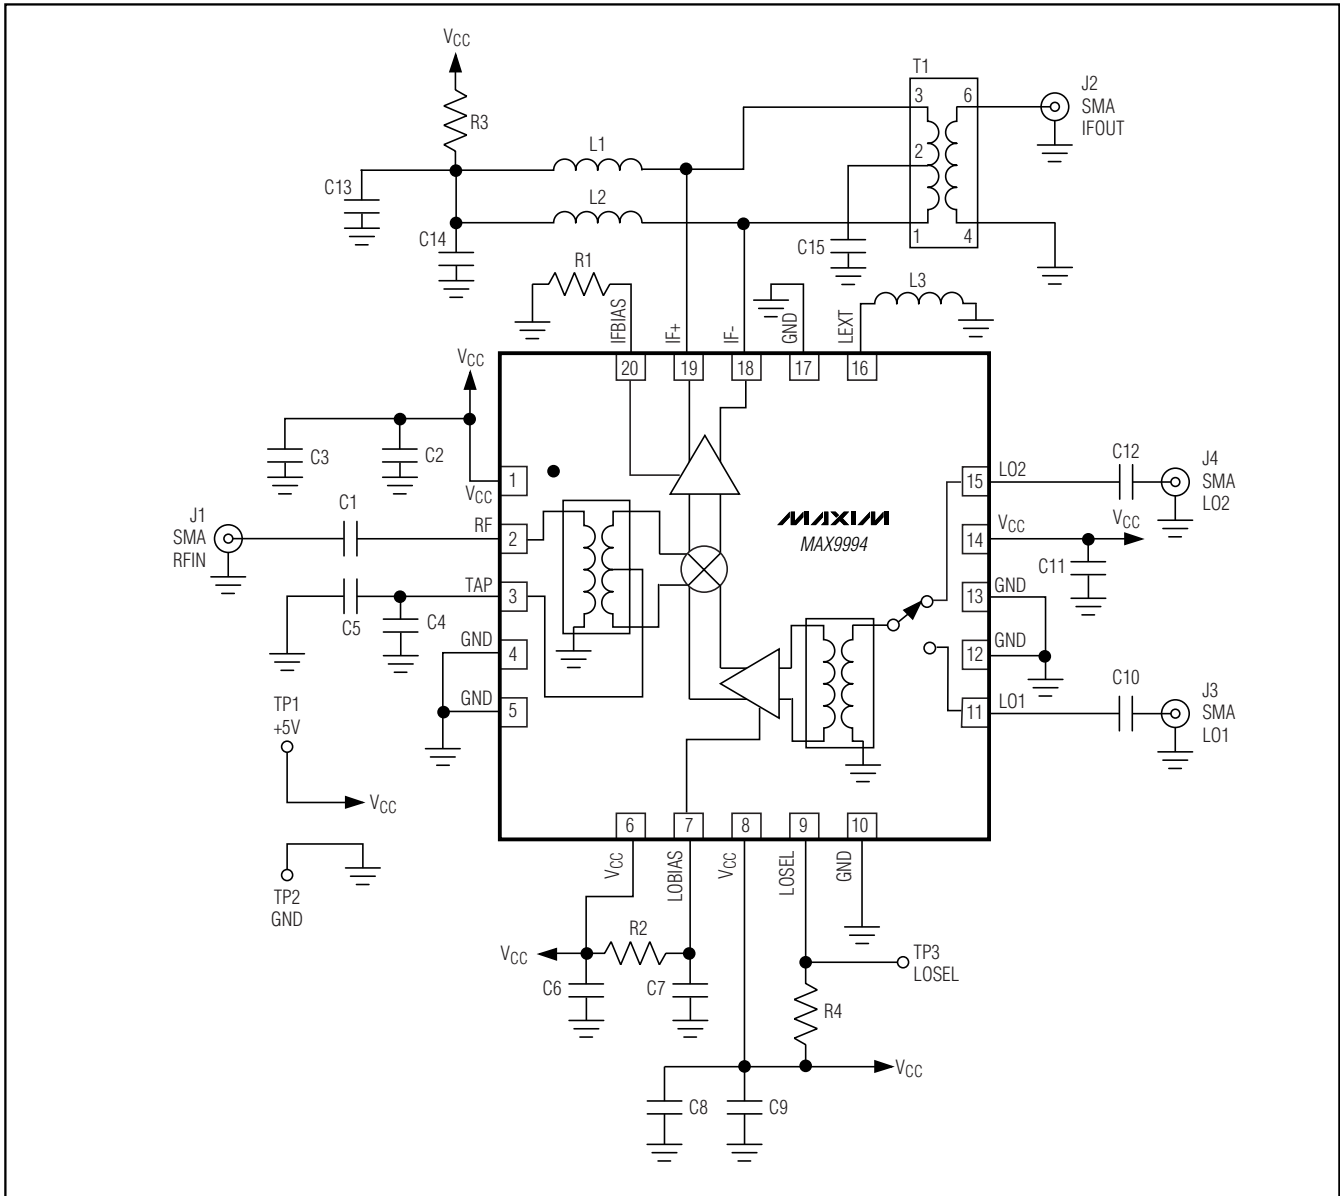 VCC
R3
L1
L2
C13
C14
T1
3
6
2
1
4
J2
SMA
IFOUT
C15
R1
L3
IFBIAS
IF+
IF-
GND
LEXT
20
19
18
17
16
VCC
C3
C2
1
VCC
J1
SMA
RFIN
C1
RF
2
TAP
3
C5
C4
GND
4
GND
5
MAXIM
MAX9994
15
LO2
C12
J4
SMA
LO2
14
VCC
VCC
C11
13
GND
12
GND
11
LO1
C10
J3
SMA
LO1
TP1
+5V
VCC
TP2
GND
6
7
8
9
10
VCC
LOBIAS
VCC
LOSEL
GND
VCC
R2
C6
C7
TP3
LOSEL
R4
VCC
C8
C9